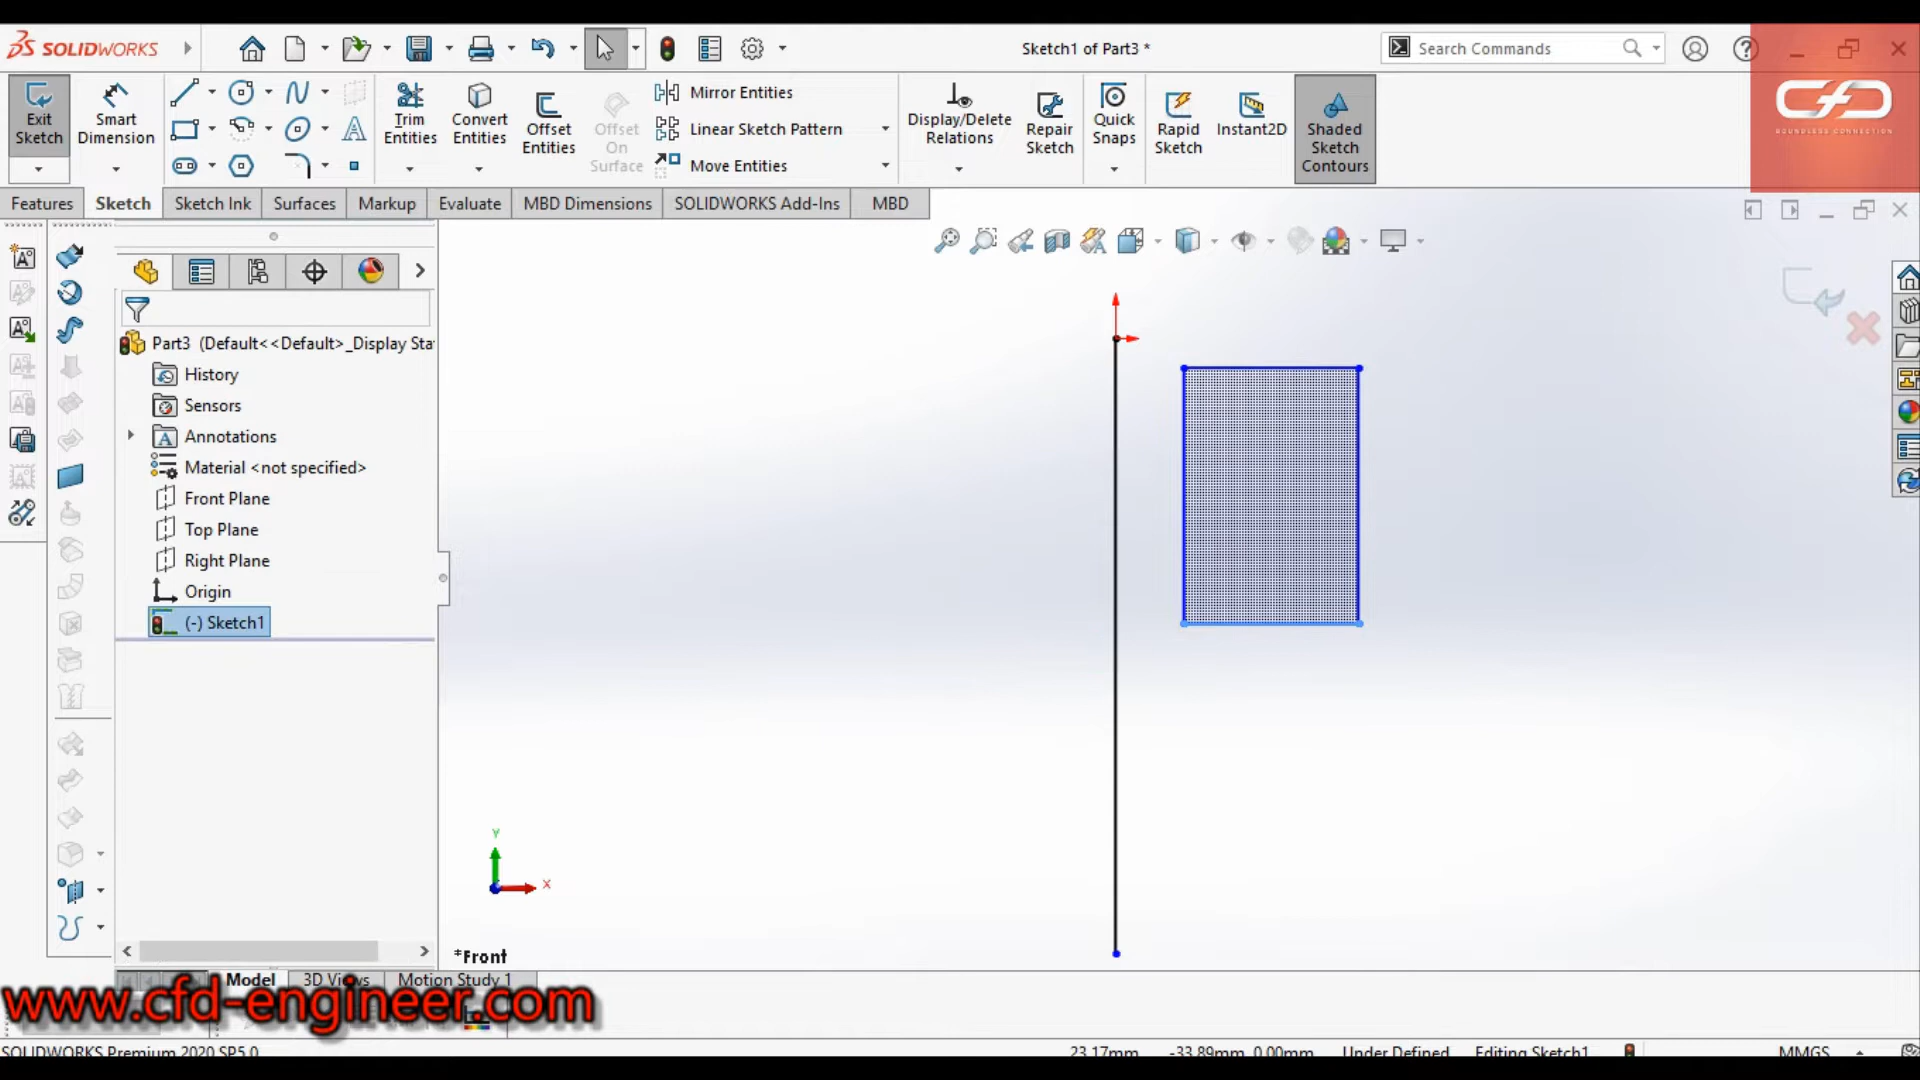 SOLIDWORKS
Sketch1 of Part3 *
Search Commands
Exit Sketch
Smart Dimension
Trim Entities
Convert Entities
Offset Entities
Offset On Surface
Mirror Entities
Linear Sketch Pattern
Move Entities
Display/Delete Relations
Repair Sketch
Quick Snaps
Rapid Sketch
Instant2D
Shaded Sketch Contours
cfd
BOUNDLESS CONNECTION
Features
Sketch
Sketch Ink
Surfaces
Markup
Evaluate
MBD Dimensions
SOLIDWORKS Add-Ins
MBD
Part3 (Default<<Default>_Display Sta
History
Sensors
Annotations
Material <not specified>
Front Plane
Top Plane
Right Plane
Origin
(-) Sketch1
Y
X
*Front
Model
3D Views
Motion Study 1
www.cfd-engineer.com
SOLIDWORKS Premium 2020 SP5.0
23.17mm
-33.89mm
0.00mm
Under Defined
Editing Sketch1
MMGS